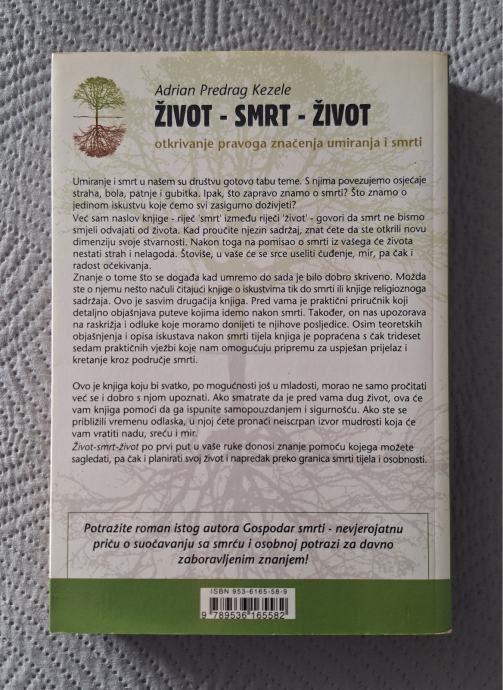 Adrian Predrag Kezele
ŽIVOT - SMRT - ŽIVOT
otkrivanje pravoga značenja umiranja i smrti
Umiranje i smrt u našem su društvu gotovo tabu teme. S njima povezujemo osjećaje
straha, bola, patnje i gubitka. Ipak, što zapravo znamo o smrti? Što znamo o
jedinom iskustvu koje ćemo svi zasigurno doživjeti?
Već sam naslov knjige - riječ 'smrt' između riječi 'život' - govori da smrt ne bismo
smjeli odvajati od života. Kad proučite njezin sadržaj, znat ćete da ste otkrili novu
dimenziju svoje stvarnosti. Nakon toga na pomisao o smrti iz vašega će života
nestati strah i nelagoda. Štoviše, u vaše će se srce useliti čuđenje, mir, pa čak i
radost očekivanja.
Znanje o tome što se događa kad umremo do sada je bilo dobro skriveno. Možda
ste o njemu nešto načuli čitajući knjige o iskustvima tik do smrti ili knjige religioznoga
sadržaja. Ovo je sasvim drugačija knjiga. Pred vama je praktični priručnik koji
detaljno objašnjava puteve kojima idemo nakon smrti. Također, on nas upozorava
na raskrižja i odluke koje moramo donijeti te njihove posljedice. Osim teoretskih
objašnjenja i opisa iskustava nakon smrti tijela knjiga je popraćena s čak trideset
sedam praktičnih vježbi koje nam omogućuju pripremu za uspješan prijelaz i
kretanje kroz područje smrti.
Ovo je knjiga koju bi svatko, po mogućnosti još u mladosti, morao ne samo pročitati
već se i dobro s njom upoznati. Ako smatrate da je pred vama dug život, ova će
vam knjiga pomoći da ga ispunite samopouzdanjem i sigurnošću. Ako ste se
približili vremenu odlaska, u njoj ćete pronaći neiscrpan izvor mudrosti koja će
vam vratiti nadu, sreću i mir.
Život-smrt-život po prvi put u vaše ruke donosi znanje pomoću kojega možete
sagledati, pa čak i planirati svoj život i napredak preko granica smrti tijela i osobnosti.
Potražite roman istog autora Gospodar smrti - nevjerojatnu
priču o suočavanju sa smrću i osobnoj potrazi za davno
zaboravljenim znanjem!
ISBN 953-6165-58-9
9 789536 165582